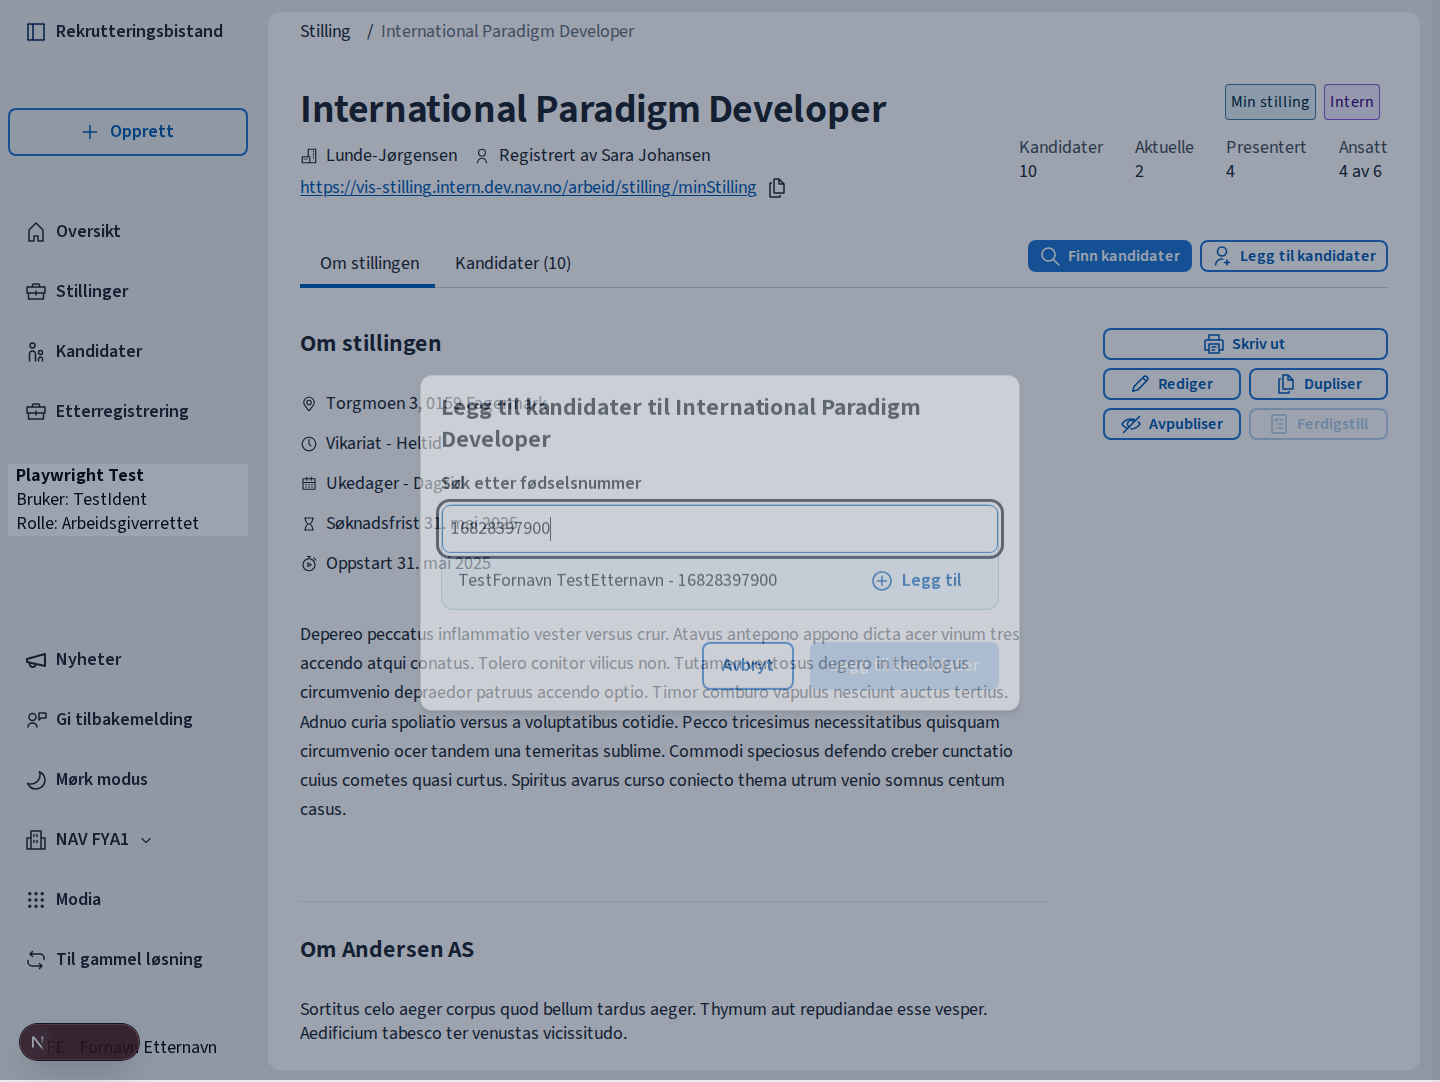 Rekrutteringsbistand
Opprett
Oversikt
Stillinger
Kandidater
Etterregistrering
Playwright Test
Bruker: TestIdent
Rolle: Arbeidsgiverrettet
Nyheter
Gi tilbakemelding
Mørk modus
NAV FYA1
Modia
Til gammel løsning
N
FE Fornavn Etternavn
Stilling / International Paradigm Developer
International Paradigm Developer
Min stilling Intern
Lunde-Jørgensen Registrert av Sara Johansen
https://vis-stilling.intern.dev.nav.no/arbeid/stilling/minStilling
Kandidater Aktuelle Presentert Ansatt
10 2 4 4 av 6
Om stillingen Kandidater (10)
Finn kandidater Legg til kandidater
Om stillingen
Skriv ut
Rediger Dupliser
Avpubliser Ferdigstill
Torgmoen 3, 0159 Fagermark
Vikariat - Heltid
Ukedager - Dagtid
Søknadsfrist 31. mai 2025
Oppstart 31. mai 2025
Legg til kandidater til International Paradigm
Developer
Søk etter fødselsnummer
16828397900
TestFornavn TestEtternavn - 16828397900 Legg til
Avbryt
Depereo peccatus inflammatio vester versus crur. Atavus antepono appono dicta acer vinum tres
accendo atqui conatus. Tolero conitor vilicus non. Tutamen ventosus degero in theologus
circumvenio depraedor patruus accendo optio. Timor comburo vapulus nesciunt auctus tertius.
Adnuo curia spoliatio versus a voluptatibus cotidie. Pecco tricesimus necessitatibus quisquam
circumvenio ocer tandem una temeritas sublime. Commodi speciosus defendo creber cunctatio
cuius cometes quasi curtus. Spiritus avarus curso coniecto thema utrum venio somnus centum
casus.
Om Andersen AS
Sortitus celo aeger corpus quod bellum tardus aeger. Thymum aut repudiandae esse vesper.
Aedificium tabesco ter venustas vicissitudo.